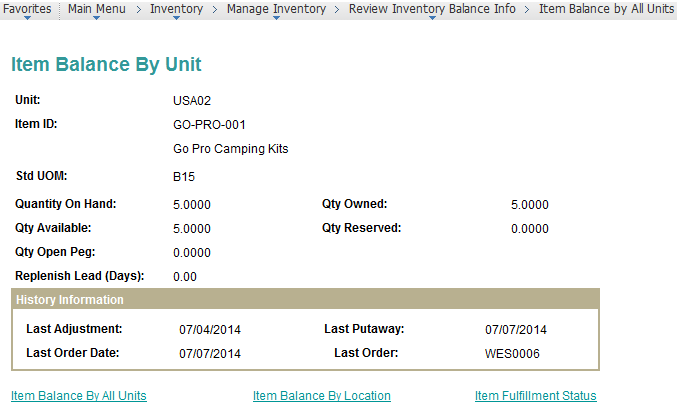 Favorites Main Menu > Inventory > Manage Inventory > Review Inventory Balance Info > Item Balance by All Units
Item Balance By Unit
Unit: USA02
Item ID: GO-PRO-001
Go Pro Camping Kits
Std UOM: B15
Quantity On Hand: 5.0000 Qty Owned: 5.0000
Qty Available: 5.0000 Qty Reserved: 0.0000
Qty Open Peg: 0.0000
Replenish Lead (Days): 0.00
History Information
Last Adjustment: 07/04/2014 Last Putaway: 07/07/2014
Last Order Date: 07/07/2014 Last Order: WES0006
Item Balance By All Units Item Balance By Location Item Fulfillment Status